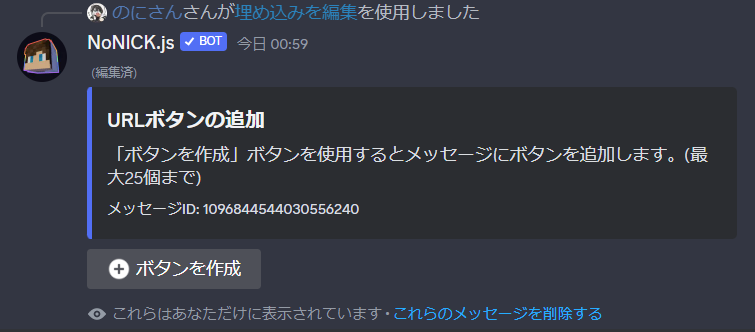 のにさんさんが埋め込みを編集を使用しました
NoNICK.js ✓ BOT 今日 00:59
(編集済)
URLボタンの追加
「ボタンを作成」ボタンを使用するとメッセージにボタンを追加します。(最
大25個まで)
メッセージID: 1096844544030556240
ボタンを作成
これらはあなただけに表示されています • これらのメッセージを削除する